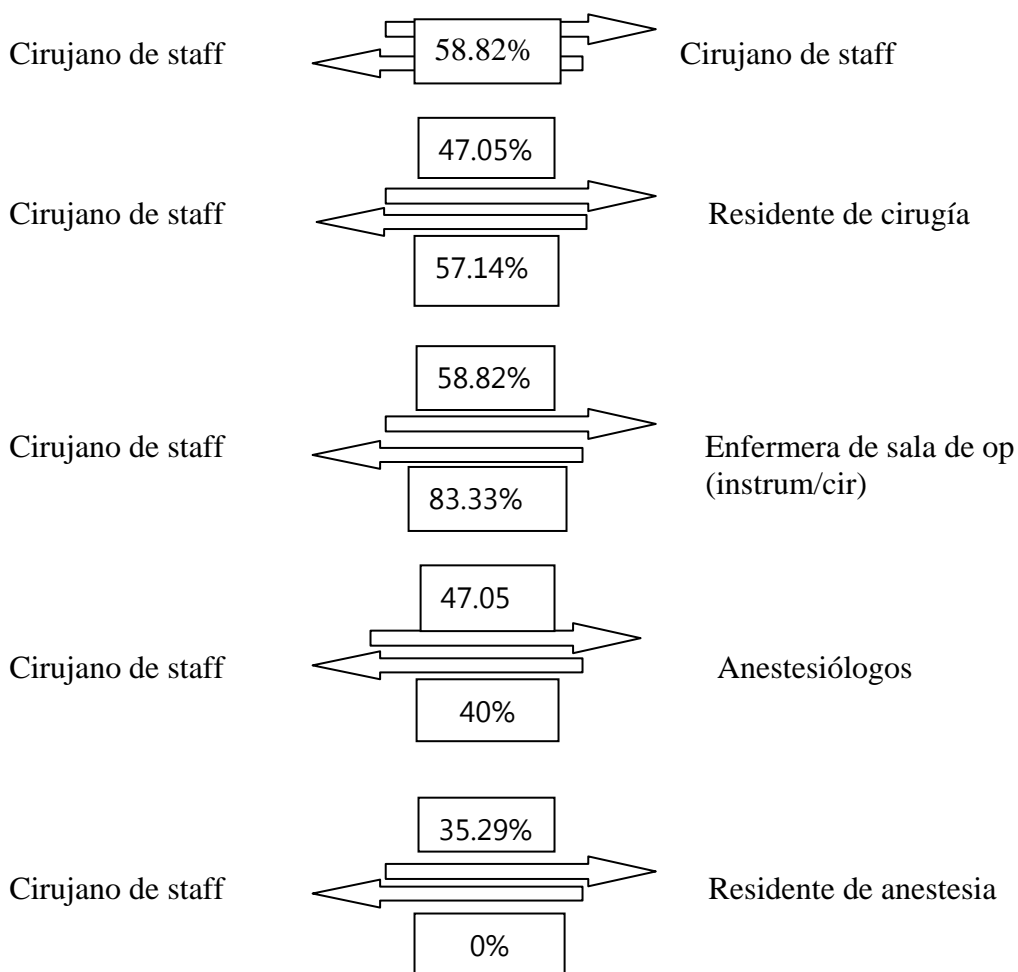 58.82%
Cirujano de staff Cirujano de staff
47.05%
Cirujano de staff Residente de cirugía
57.14%
58.82%
Cirujano de staff Enfermera de sala de op
(instrum/cir)
83.33%
47.05
Cirujano de staff Anestesiólogos
40%
35.29%
Cirujano de staff Residente de anestesia
0%